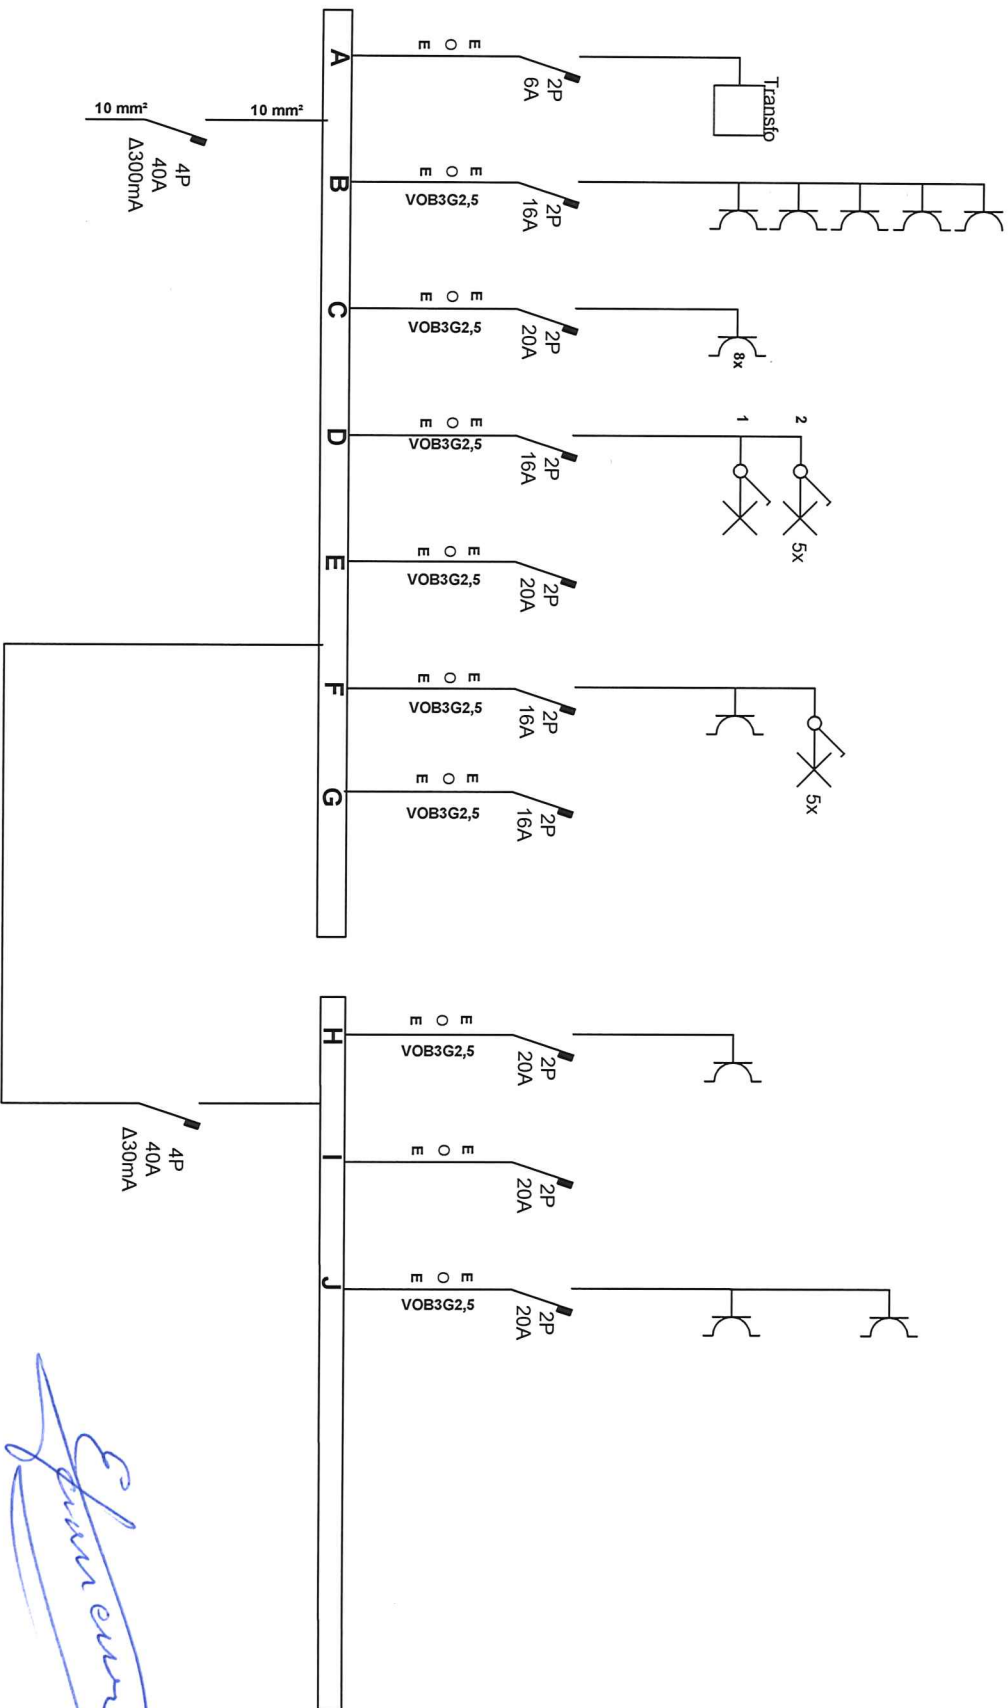 A
E O E
2P
6A
Transfo
10 mm²
10 mm²
4P
40A
Δ300mA
B
E O E
VOB3G2,5
2P
16A
C
E O E
VOB3G2,5
2P
20A
8x
D
E O E
VOB3G2,5
2P
16A
1
2
5x
E
E O E
VOB3G2,5
2P
20A
F
E O E
VOB3G2,5
2P
16A
5x
G
E O E
VOB3G2,5
2P
16A
H
E O E
VOB3G2,5
2P
20A
4P
40A
Δ30mA
I
E O E
2P
20A
J
E O E
VOB3G2,5
2P
20A